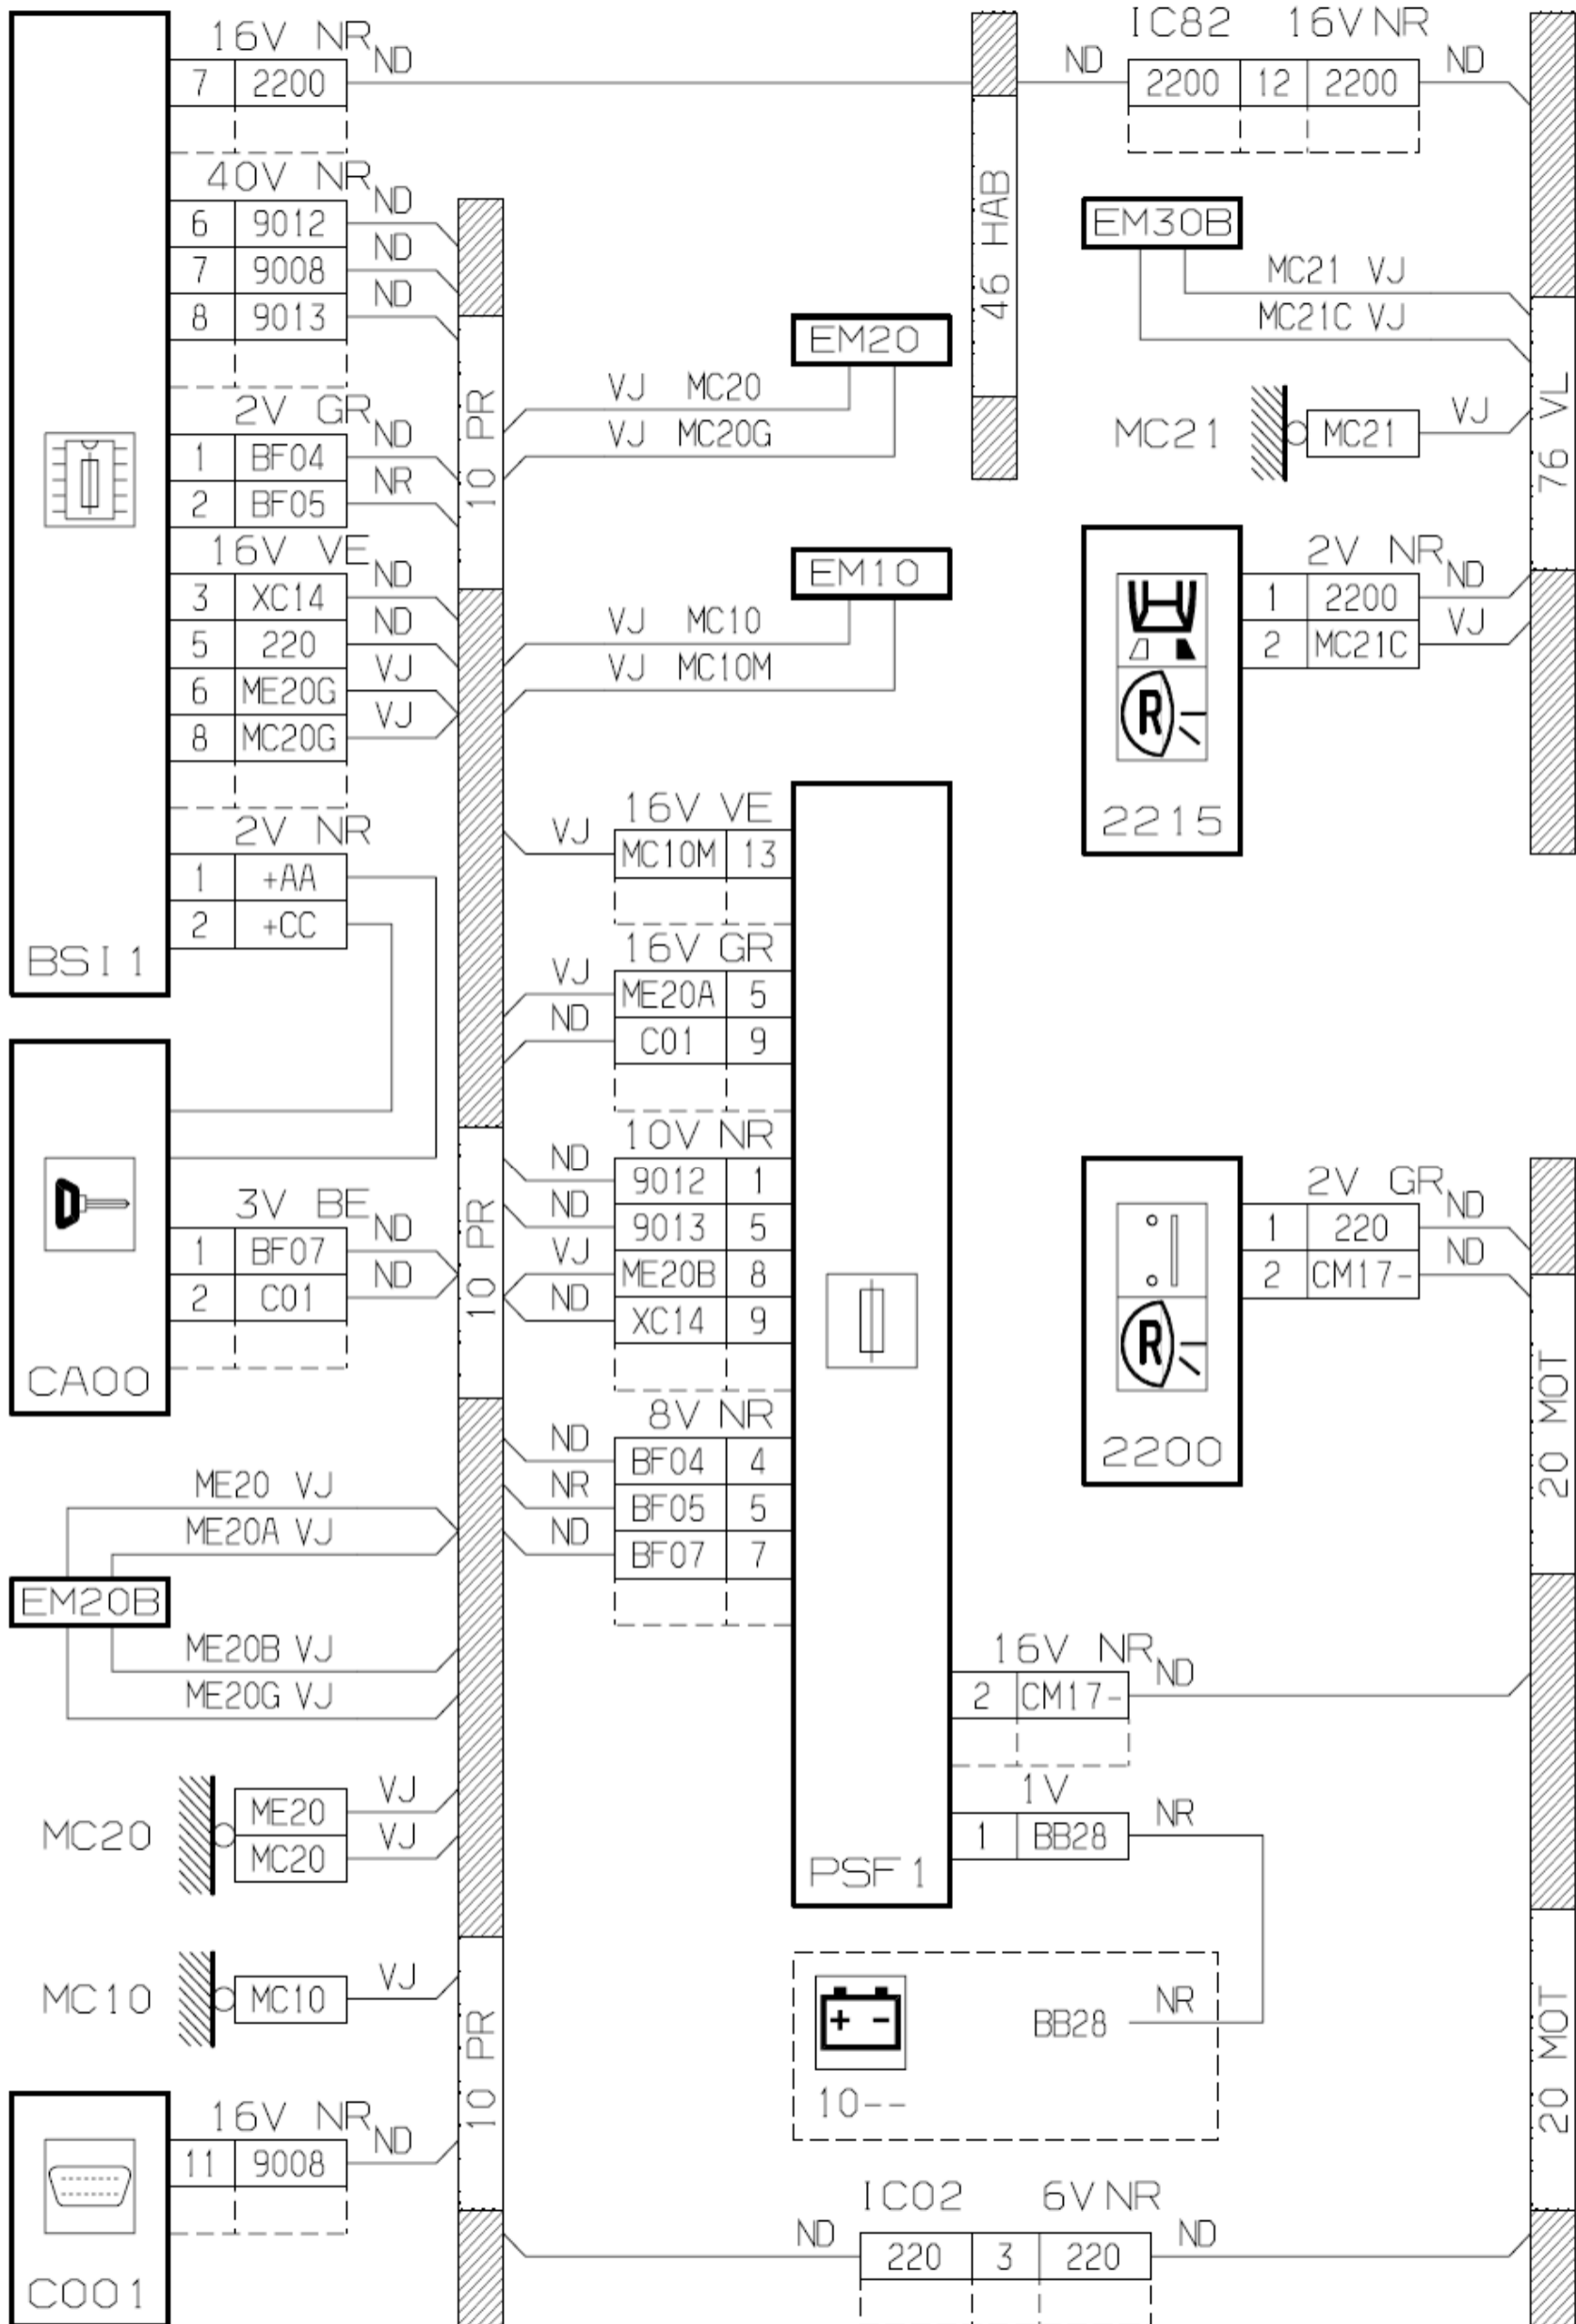 16V NR
7 2200 ND
40V NR
6 9012 ND
7 9008 ND
8 9013 ND
2V GR
1 BF04 ND
2 BF05 NR
16V VE
3 XC14 ND
5 220 ND
6 ME20G VJ
8 MC20G VJ
2V NR
1 +AA
2 +CC
BSI1
3V BE
1 BF07 ND
2 C01 ND
CA00
ME20 VJ
ME20A VJ
EM20B
ME20B VJ
ME20G VJ
MC20
ME20 VJ
MC20 VJ
MC10 MC10 VJ
16V NR
11 9008 ND
C001
10 PR
10 PR
10 PR
EM20
VJ MC20
VJ MC20G
EM10
VJ MC10
VJ MC10M
16V VE
VJ MC10M 13
16V GR
VJ ME20A 5
ND C01 9
10V NR
ND 9012 1
ND 9013 5
VJ ME20B 8
ND XC14 9
8V NR
ND BF04 4
NR BF05 5
ND BF07 7
16V NR
2 CM17- ND
1V
1 BB28 NR
PSF1
BB28 NR
+ -
10--
IC02 6V NR
ND 220 3 220 ND
46 HAB
IC82 16V NR
ND 2200 12 2200 ND
EM30B
MC21 VJ
MC21C VJ
MC21 MC21 VJ
2V NR
1 2200 ND
2 MC21C VJ
R
2215
2V GR
1 220 ND
2 CM17- ND
R
2200
76 VL
20 MOT
20 MOT